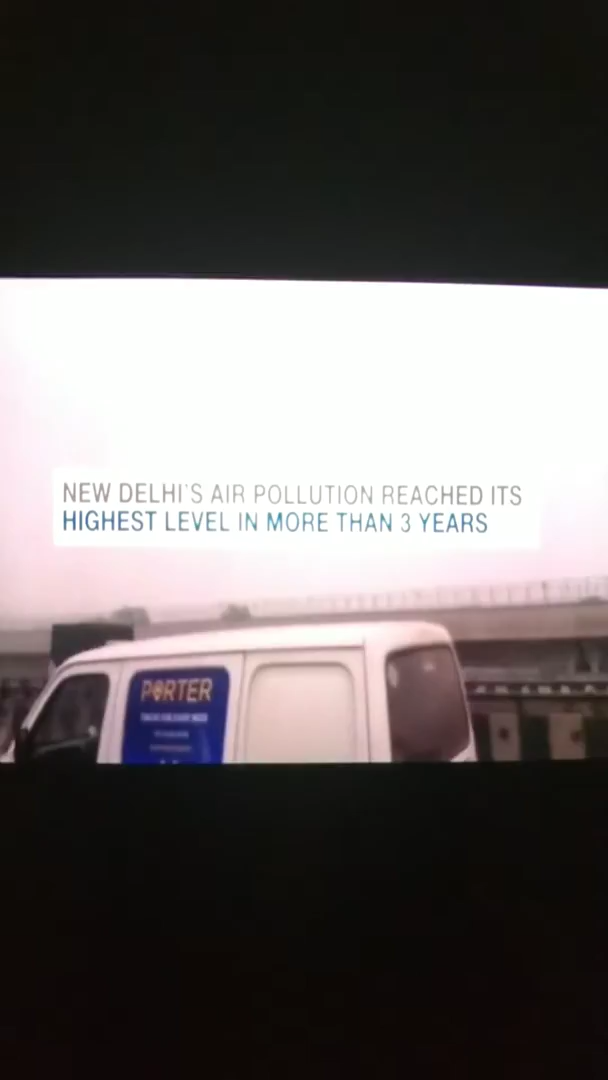 NEW DELHI'S AIR POLLUTION REACHED ITS
HIGHEST LEVEL IN MORE THAN 3 YEARS
PORTER